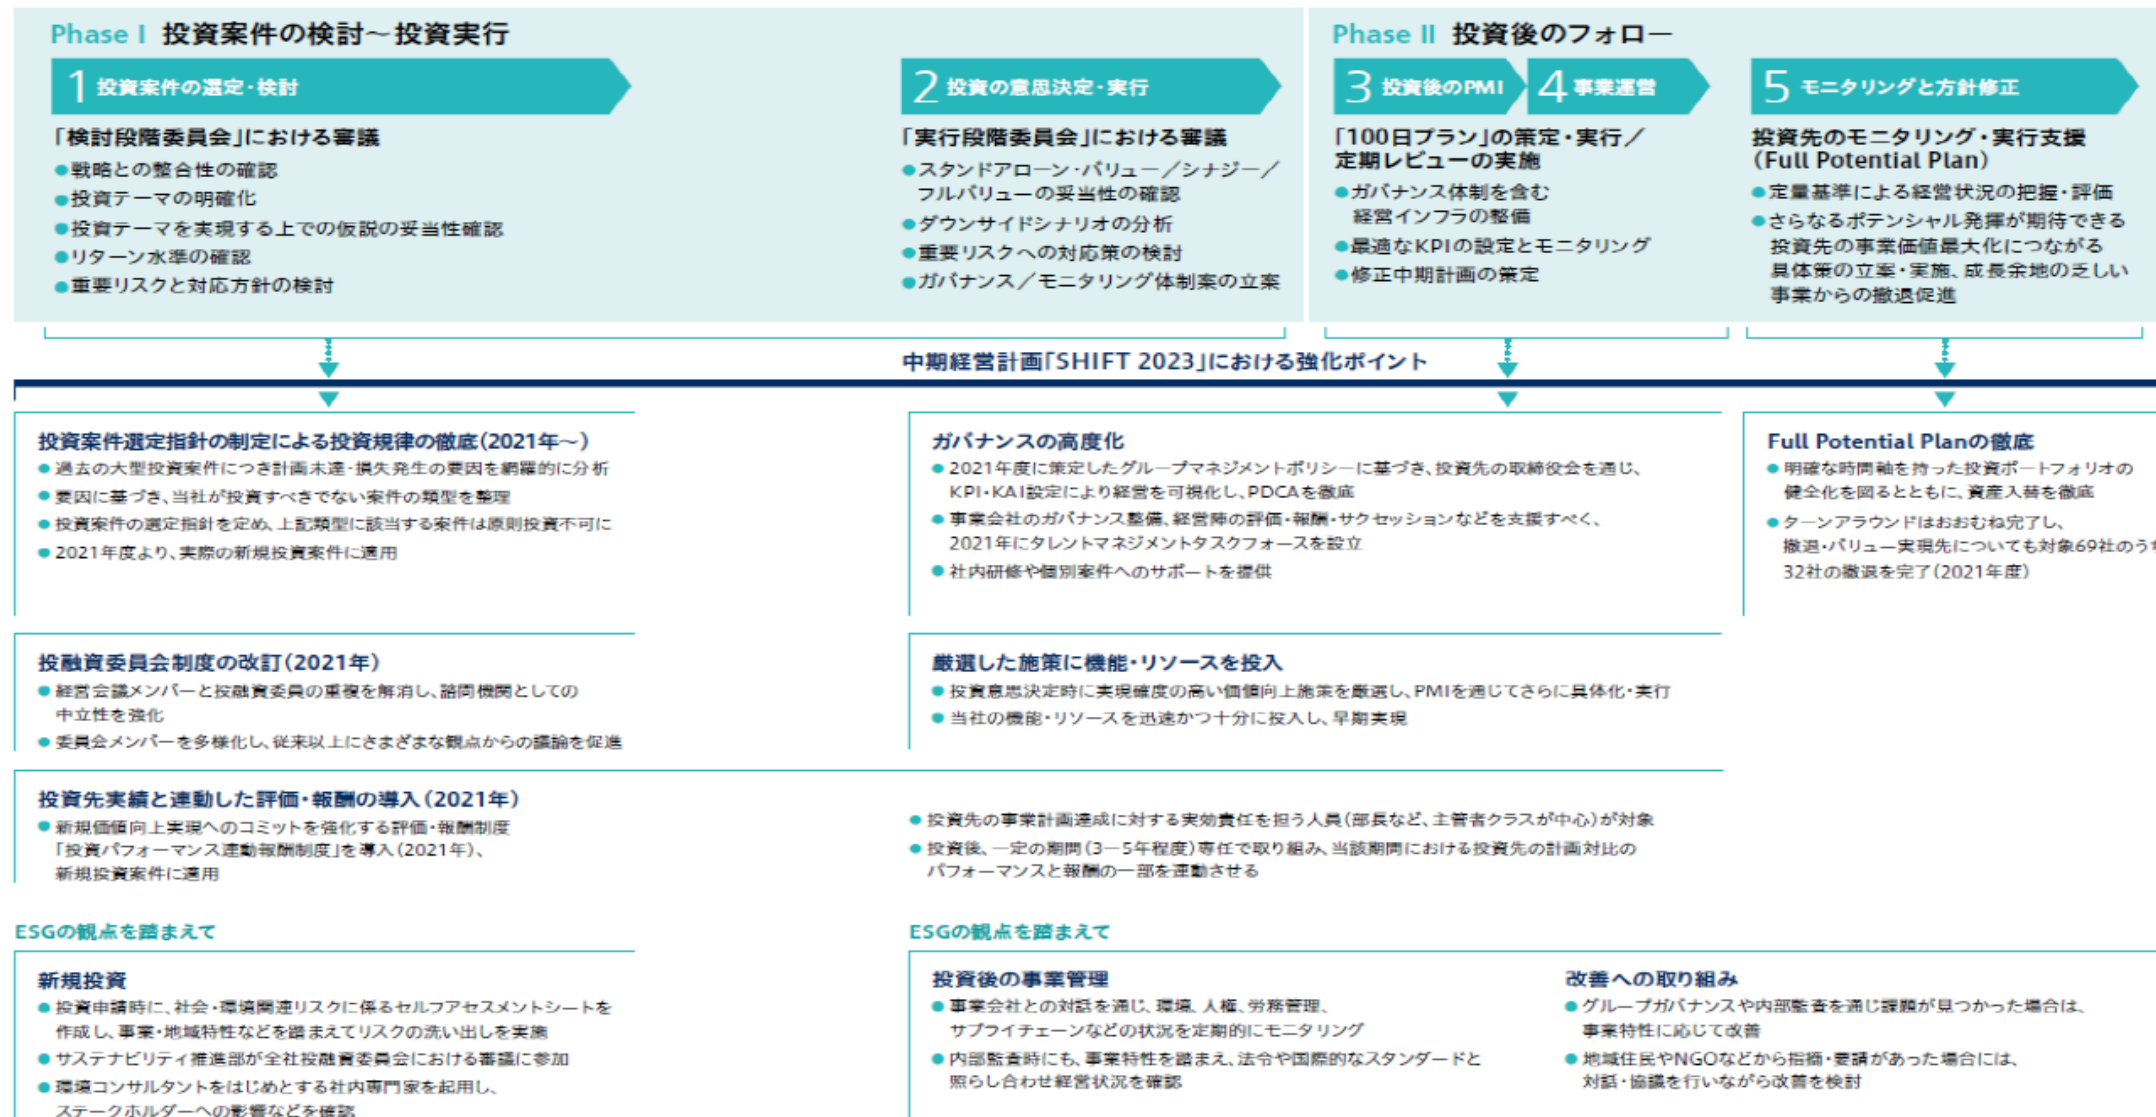 Phase I 投資案件の検討～投資実行
1 投資案件の選定・検討
「検討段階委員会」における審議
●戦略との整合性の確認
●投資テーマの明確化
●投資テーマを実現する上での仮説の妥当性確認
●リターン水準の確認
●重要リスクと対応方針の検討
2 投資の意思決定・実行
「実行段階委員会」における審議
●スタンドアローン・バリュー／シナジー／
フルバリューの妥当性の確認
●ダウンサイドシナリオの分析
●重要リスクへの対応策の検討
●ガバナンス／モニタリング体制案の立案
Phase II 投資後のフォロー
3 投資後のPMI
4 事業運営
「100日プラン」の策定・実行／
定期レビューの実施
●ガバナンス体制を含む
経営インフラの整備
●最適なKPIの設定とモニタリング
●修正中期計画の策定
5 モニタリングと方針修正
投資先のモニタリング・実行支援
（Full Potential Plan）
●定量基準による経営状況の把握・評価
●さらなるポテンシャル発揮が期待できる
投資先の事業価値最大化につながる
具体策の立案・実施、成長余地の乏しい
事業からの撤退促進
中期経営計画「SHIFT 2023」における強化ポイント
投資案件選定指針の制定による投資規律の徹底（2021年～）
●過去の大型投資案件につき計画未達・損失発生の要因を網羅的に分析
●要因に基づき、当社が投資すべきでない案件の類型を整理
●投資案件の選定指針を定め、上記類型に該当する案件は原則投資不可に
●2021年度より、実際の新規投資案件に適用
ガバナンスの高度化
●2021年度に策定したグループマネジメントポリシーに基づき、投資先の取締役会を通じ、
KPI・KAI設定により経営を可視化し、PDCAを徹底
●事業会社のガバナンス整備、経営陣の評価・報酬・サクセッションなどを支援すべく、
2021年にタレントマネジメントタスクフォースを設立
●社内研修や個別案件へのサポートを提供
Full Potential Planの徹底
●明確な時間軸を持った投資ポートフォリオの
健全化を図るとともに、資産入替を徹底
●ターンアラウンドはおおむね完了し、
撤退・バリュー実現先についても対象69社のうち
32社の撤退を完了（2021年度）
投融資委員会制度の改訂（2021年）
●経営会議メンバーと投融資委員の重複を解消し、諮問機関としての
中立性を強化
●委員会メンバーを多様化し、従来以上にさまざまな観点からの議論を促進
厳選した施策に機能・リソースを投入
●投資意思決定時に実現確度の高い価値向上施策を厳選し、PMIを通じてさらに具体化・実行
●当社の機能・リソースを迅速かつ十分に投入し、早期実現
投資先実績と連動した評価・報酬の導入（2021年）
●新規価値向上実現へのコミットを強化する評価・報酬制度
「投資パフォーマンス連動報酬制度」を導入（2021年）、
新規投資案件に適用
●投資先の事業計画達成に対する実効責任を担う人員（部長など、主管者クラスが中心）が対象
●投資後、一定の期間（3―5年程度）専任で取り組み、当該期間における投資先の計画対比の
パフォーマンスと報酬の一部を連動させる
ESGの観点を踏まえて
新規投資
●投資申請時に、社会・環境関連リスクに係るセルフアセスメントシートを
作成し、事業・地域特性などを踏まえてリスクの洗い出しを実施
●サステナビリティ推進部が全社投融資委員会における審議に参加
●環境コンサルタントをはじめとする社内専門家を起用し、
ステークホルダーへの影響などを確認
ESGの観点を踏まえて
投資後の事業管理
●事業会社との対話を通じ、環境、人権、労務管理、
サプライチェーンなどの状況を定期的にモニタリング
●内部監査時にも、事業特性を踏まえ、法令や国際的なスタンダードと
照らし合わせ経営状況を確認
改善への取り組み
●グループガバナンスや内部監査を通じ課題が見つかった場合は、
事業特性に応じて改善
●地域住民やNGOなどから指摘・要請があった場合には、
対話・協議を行いながら改善を検討